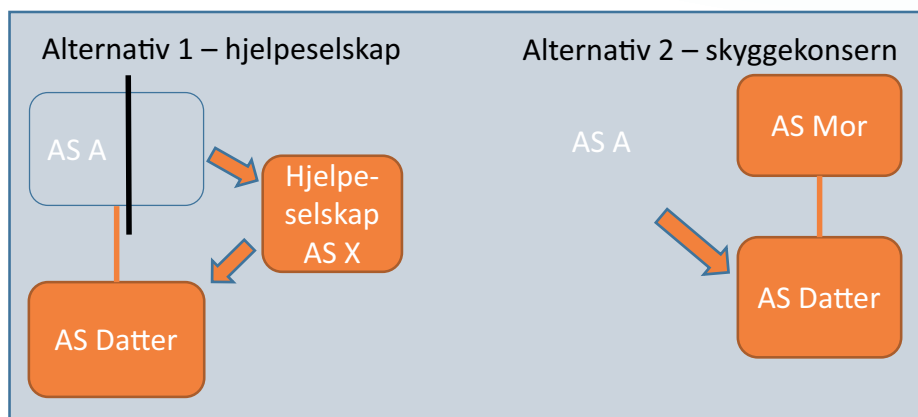 Alternativ 1 – hjelpeselskap
AS A
Hjelpe-
selskap
AS X
AS Datter
Alternativ 2 – skyggekonsern
AS A
AS Mor
AS Datter